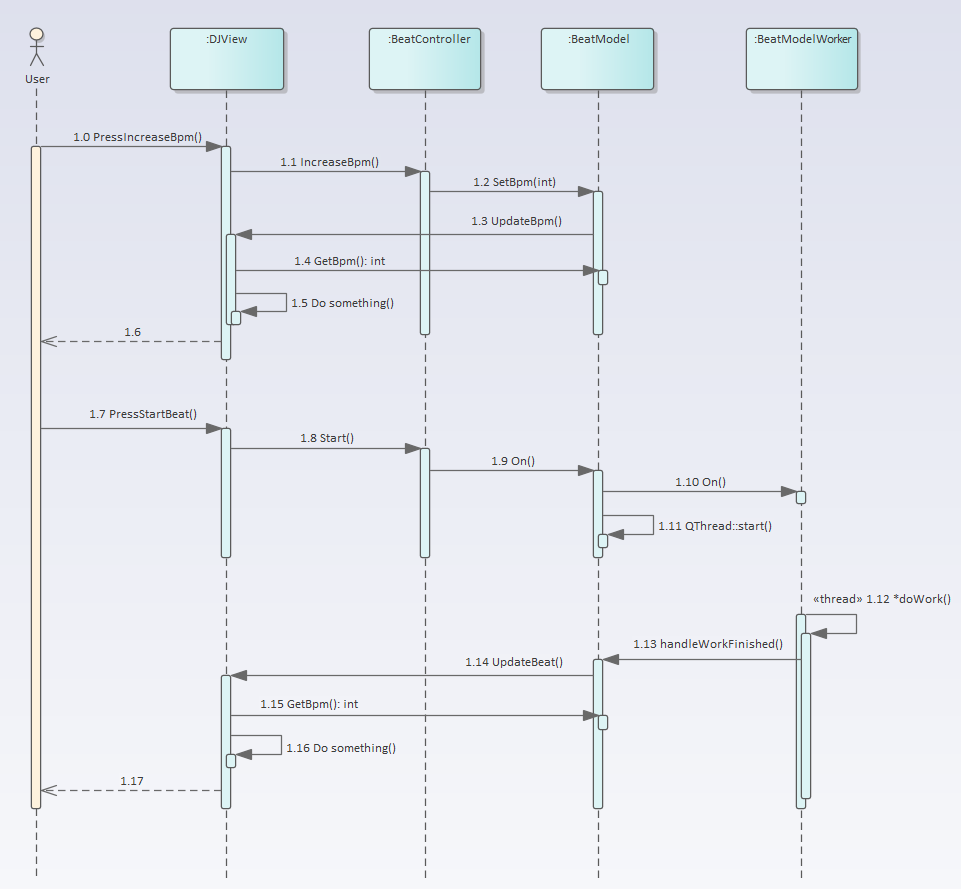 :DJView
:BeatController
:BeatModel
:BeatModelWorker
User
1.0 PressIncreaseBpm()
1.1 IncreaseBpm()
1.2 SetBpm(int)
1.3 UpdateBpm()
1.4 GetBpm(): int
1.5 Do something()
1.6
1.7 PressStartBeat()
1.8 Start()
1.9 On()
1.10 On()
1.11 QThread::start()
«thread» 1.12 *doWork()
1.13 handleWorkFinished()
1.14 UpdateBeat()
1.15 GetBpm(): int
1.16 Do something()
1.17